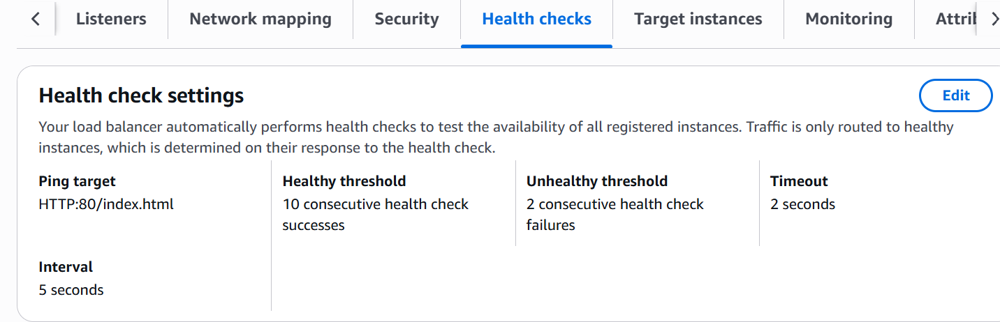 Listeners
Network mapping
Security
Health checks
Target instances
Monitoring
Attrib
Health check settings
Edit
Your load balancer automatically performs health checks to test the availability of all registered instances. Traffic is only routed to healthy
instances, which is determined on their response to the health check.
Ping target
HTTP:80/index.html
Healthy threshold
10 consecutive health check
successes
Unhealthy threshold
2 consecutive health check
failures
Timeout
2 seconds
Interval
5 seconds